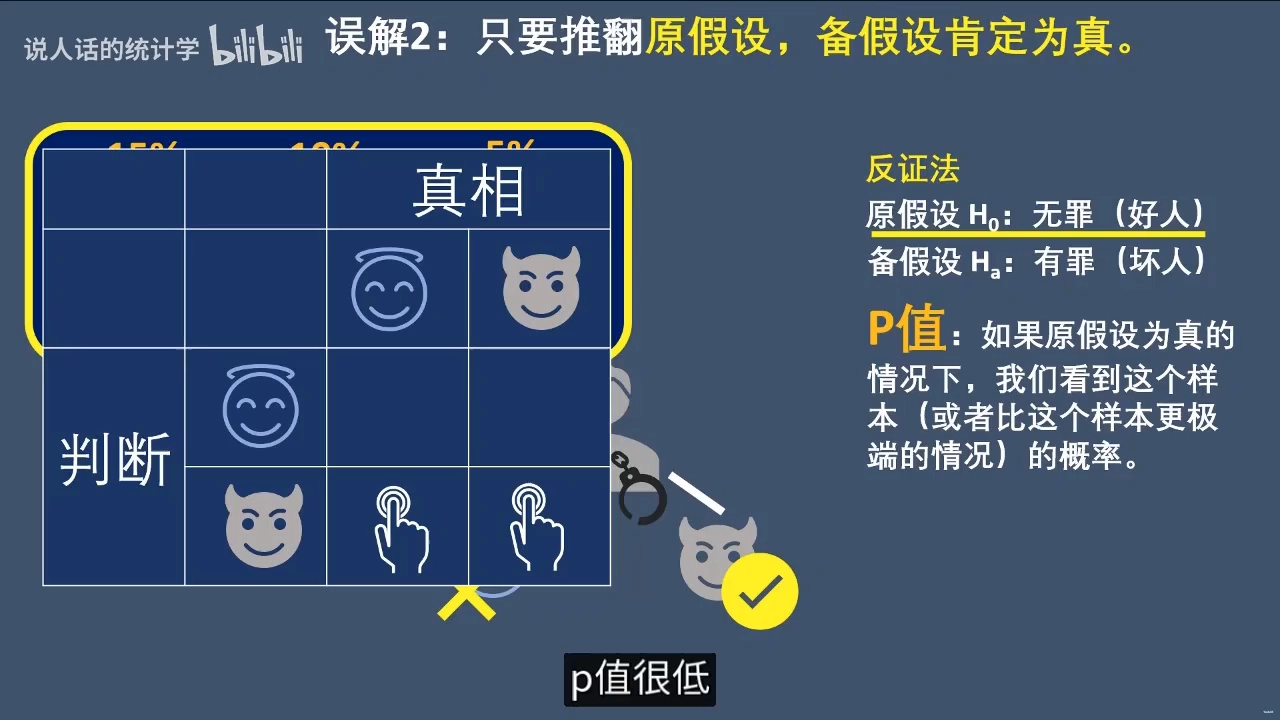 说人话的统计学 bilibili
误解2：只要推翻原假设，备假设肯定为真。
15% 10% 5%
真相
判断
反证法
原假设 H0：无罪（好人）
备假设 Ha：有罪（坏人）
P值：如果原假设为真的
情况下，我们看到这个样
本（或者比这个样本更极
端的情况）的概率。
p值很低